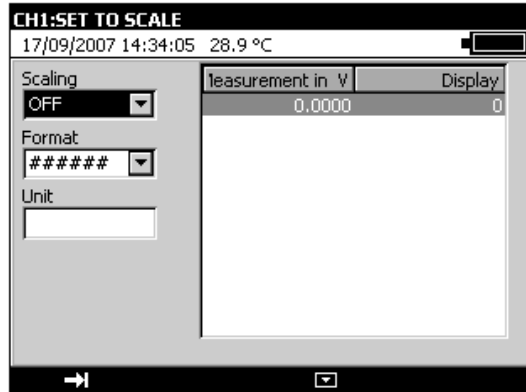 CH1:SET TO SCALE
17/09/2007 14:34:05 28.9 °C
Scaling
OFF
Format
######
Unit
leasurement in V Display
0.0000 0